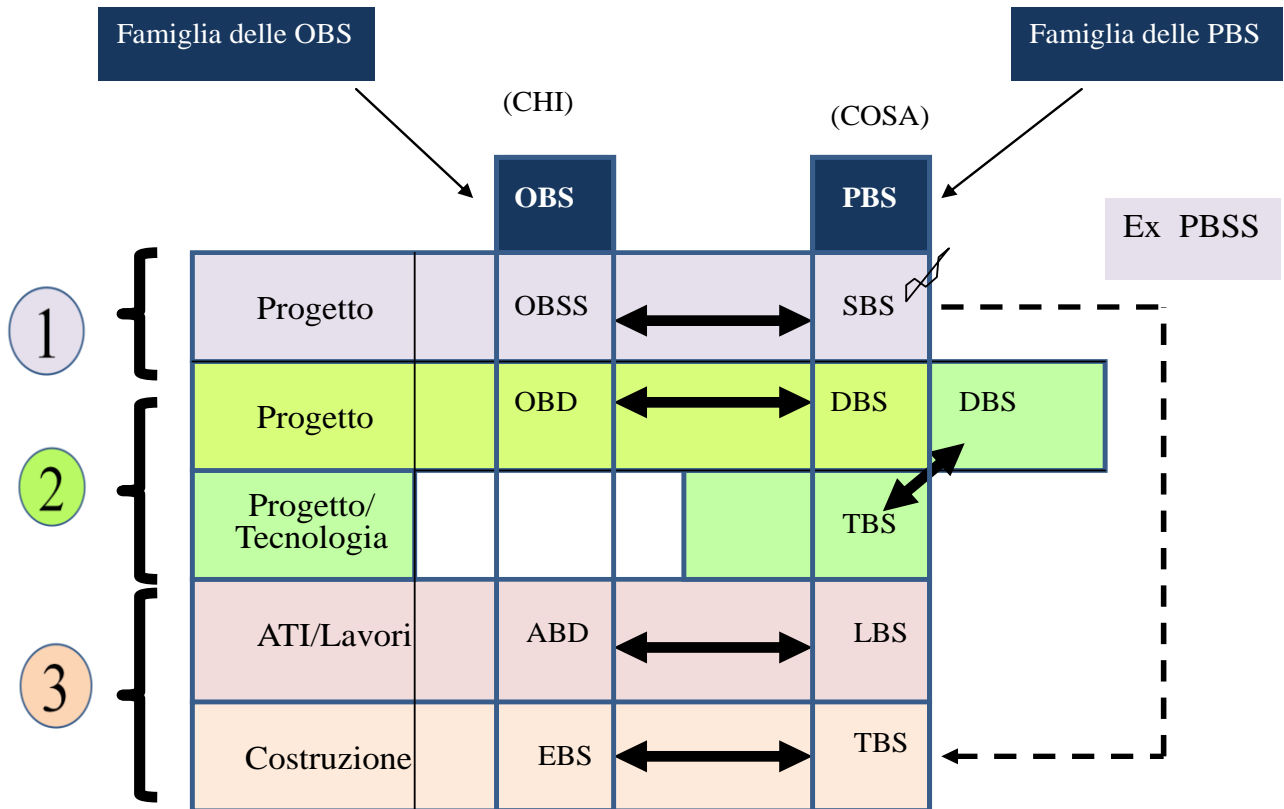 Famiglia delle OBS
Famiglia delle PBS
(CHI)
(COSA)
OBS
PBS
Ex PBSS
1
Progetto
OBSS
SBS
2
Progetto
OBD
DBS
DBS
Progetto/
Tecnologia
TBS
3
ATI/Lavori
ABD
LBS
Costruzione
EBS
TBS